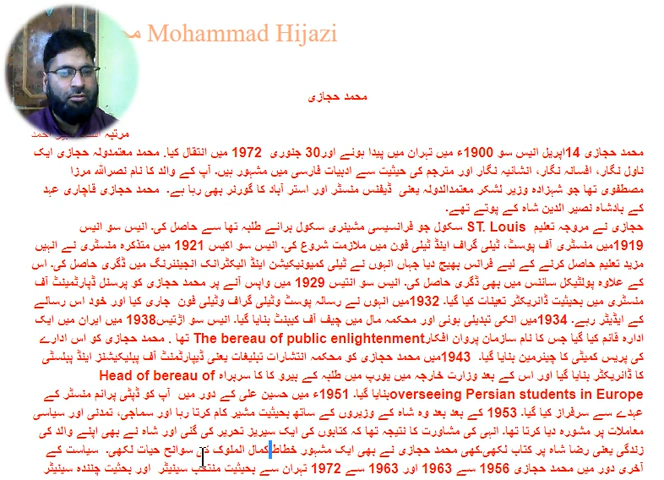 Mohammad Hijazi
محمد حجازی
مرتبہ
محمد حجازی 14اپریل انیس سو 1900ء میں تہران میں پیدا ہوئے اور30 جنوری 1972 میں انتقال کیا. محمد معتمدولہ حجازی ایک
ناول نگار، افسانہ نگار، انشانیہ نگار اور مترجم کی حیثیت سے ادبیات فارسی میں مشہور ہیں. آپ کے والد کا نام نصراللہ مرزا
مصطفوی تھا جو شہزادہ وزیر لشکر معتمدالدولہ یعنی ڈیفنس منسٹر اور استر آباد کا گورنر بھی رہا ہے. محمد حجازی قاچاری عہد
کے بادشاہ نصیر الدین شاہ کے پوتے تھے.
حجازی نے مروجہ تعلیم ST. Louis سکول جو فرانسیسی مشینری سکول برائے طلبہ تھا سے حاصل کی. انیس سو انیس
1919میں منسٹری آف پوسٹ، ٹیلی گراف اینڈ ٹیلی فون میں ملازمت شروع کی. انیس سو اکیس 1921 میں متذکرہ منسٹری نے انہیں
مزید تعلیم حاصل کرنے کے لیے فرانس بھیج دیا جہاں انہوں نے ٹیلی کمیونیکیشن اینڈ الیکٹرانک انجینئرنگ میں ڈگری حاصل کی. اس
کے علاوہ پولٹیکل سائنس میں بھی ڈگری حاصل کی. انیس سو انتیس 1929 میں واپس آنے پر محمد حجازی کو پرسنل ڈپارٹمنٹ آف
منسٹری میں بحیثیت ڈائریکٹر تعینات کیا گیا. 1932میں انہوں نے رسالہ پوسٹ وٹیلی گراف وٹیلی فون جاری کیا اور خود اس رسالے
کے ایڈیٹر رہے. 1934میں انکی تبدیلی ہوئی اور محکمہ مال میں چیف آف کیبنٹ بنایا گیا. انیس سو اڑتیس1938 میں ایران میں ایک
ادارہ قائم کیا گیا جس کا نام سازمان پروان افکارThe bereau of public enlightenment تھا . محمد حجازی کو اس ادارے
کی پریس کمیٹی کا چیئرمین بنایا گیا. 1943میں محمد حجازی کو محکمہ انتشارات تبلیغات یعنی ڈیپارٹمنٹ آف پبلیکیشنز اینڈ پبلسٹی
کا ڈائریکٹر بنایا گیا اور اس کے بعد وزارت خارجہ میں یورپ میں طلبہ کے بیرو کا کا سربراہ Head of bereau of
overseeing Persian students in Europeبنایا گیا. 1951ء میں حسین علی کے دور میں آپ کو ڈپٹی پرائم منسٹر کے
عہدے سے سرفراز کیا گیا. 1953 کے بعد بعد وہ شاہ کے وزیروں کے ساتھ بحیثیت مشیر کام کرتا رہا اور سماجی، تمدنی اور سیاسی
معاملات پر مشورہ دیا کرتا تھا. انہی کی مشاورت کا نتیجہ تھا کہ کتابوں کی ایک سیریز تحریر کی گئی اور شاہ نے بھی اپنے والد کی
زندگی یعنی رضا شاہ پر کتاب لکھی.کھی محمد حجازی نے بھی ایک مشہور خطاط کمال الملوک کی سوانح حیات لکھی. سیاست کے
آخری دور میں محمد حجازی 1956 سے 1963 اور 1963 سے 1972 تہران سے بحیثیت منتخب سینیٹر اور بحثیت چنندہ سینیٹر